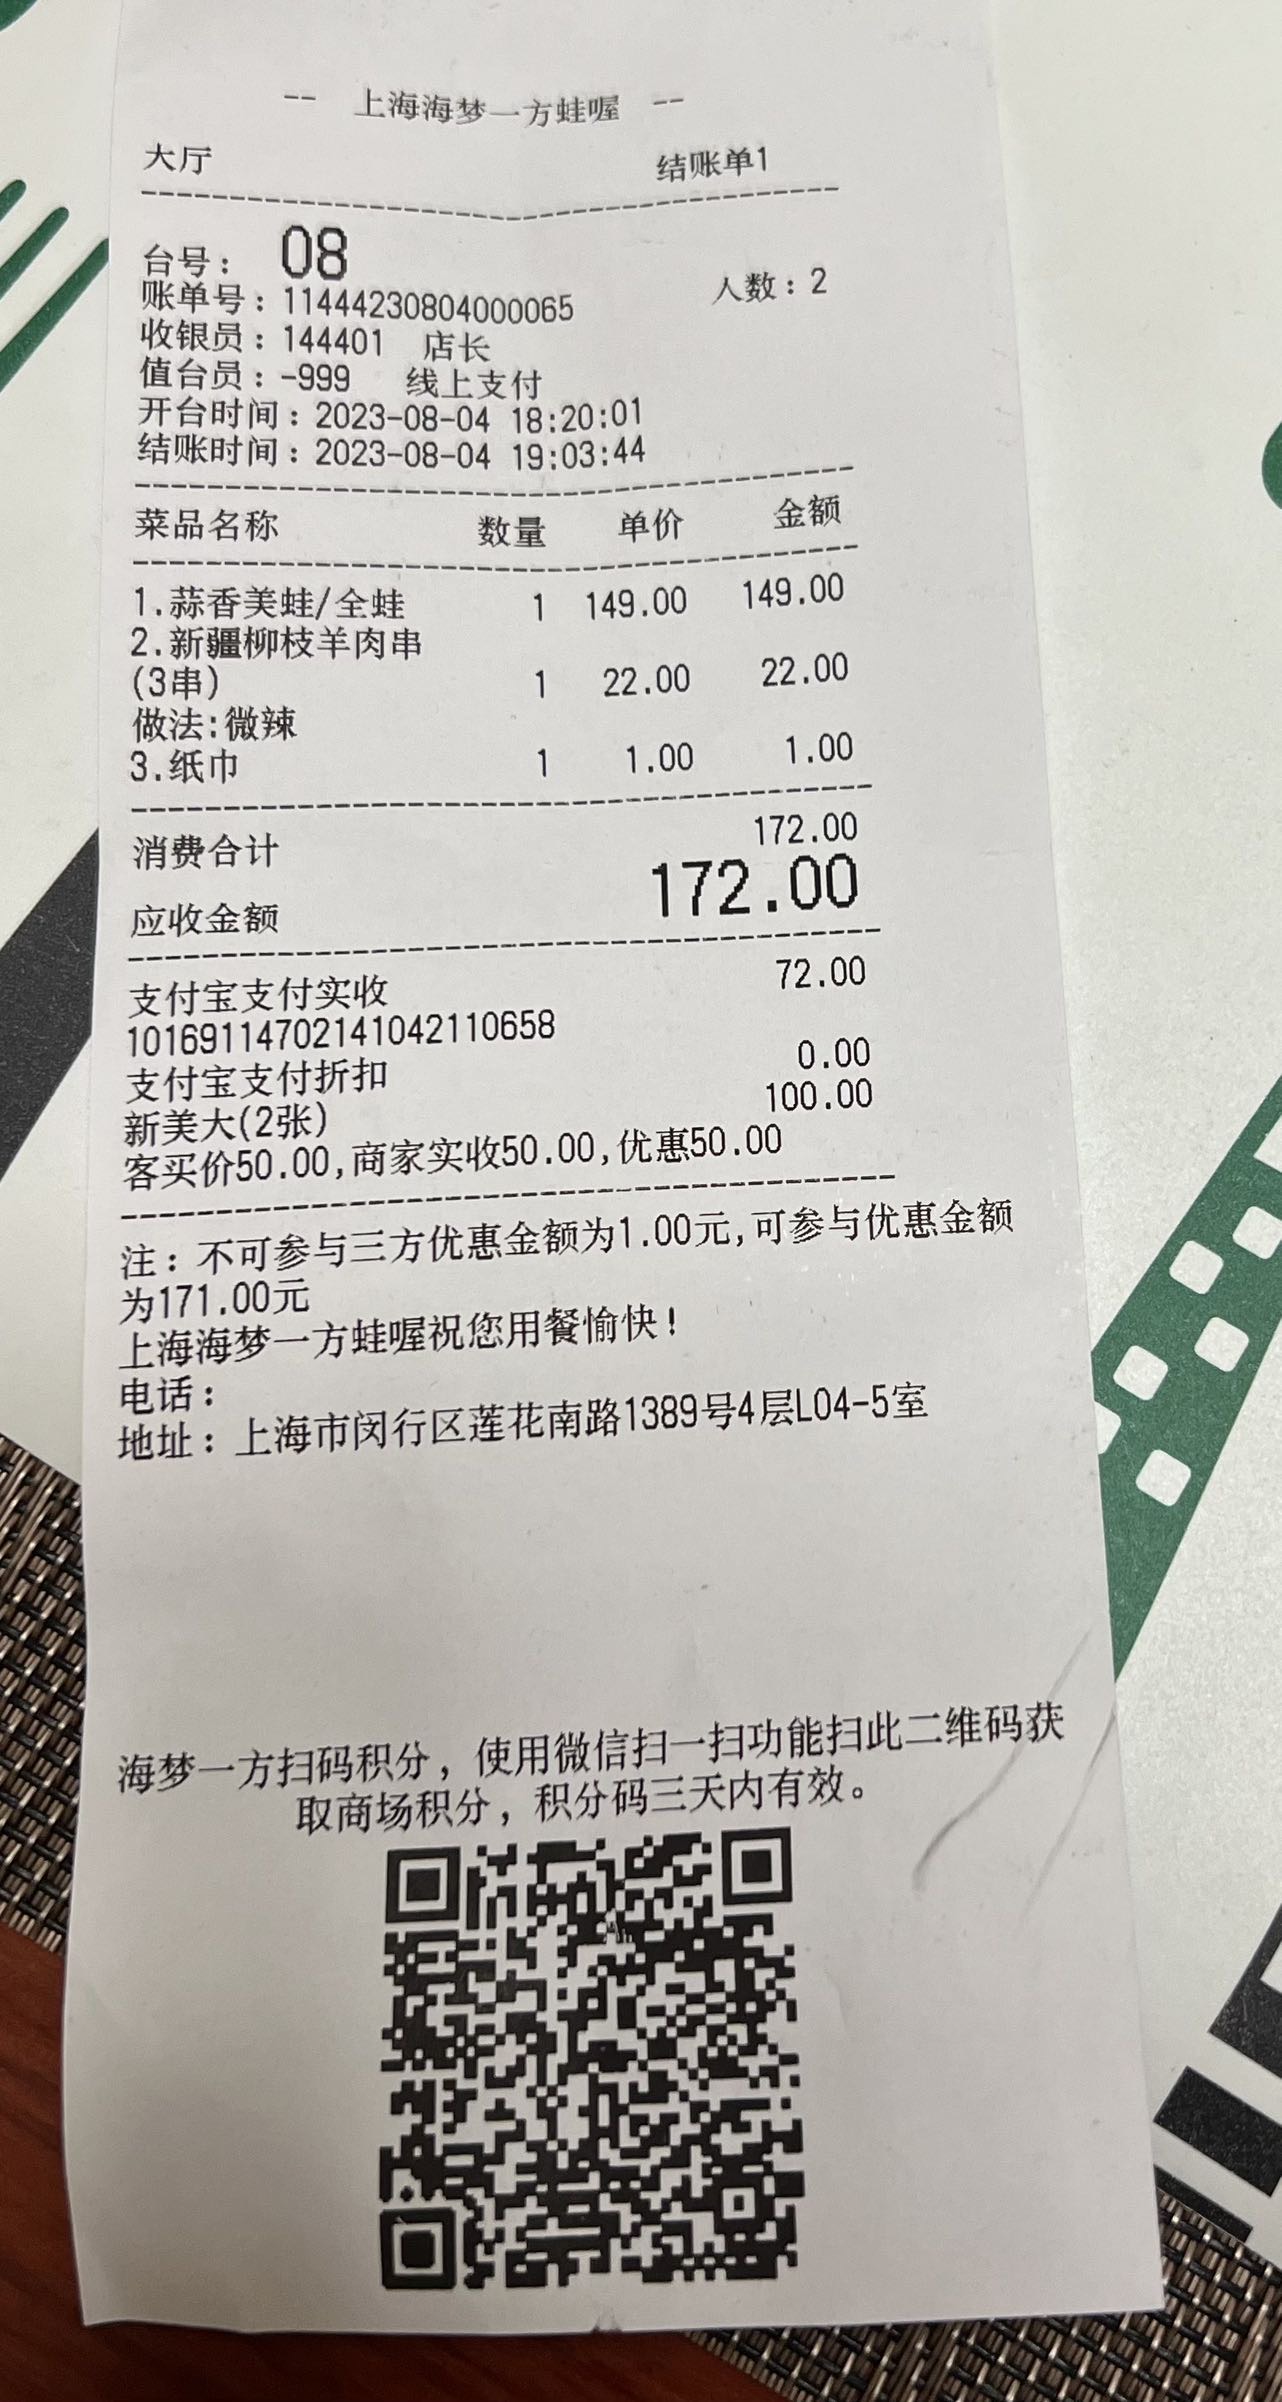 -- 上海海梦一方蛙喔 --
大厅 结账单1
台号： 08
人数：2
账单号：11444230804000065
收银员：144401 店长
值台员：-999 线上支付
开台时间：2023-08-04 18:20:01
结账时间：2023-08-04 19:03:44
菜品名称 数量 单价 金额
1.蒜香美蛙/全蛙 1 149.00 149.00
2.新疆柳枝羊肉串
(3串) 1 22.00 22.00
做法:微辣
3.纸巾 1 1.00 1.00
消费合计 172.00
应收金额 172.00
支付宝支付实收 72.00
10169114702141042110658
支付宝支付折扣 0.00
新美大(2张) 100.00
客买价50.00,商家实收50.00,优惠50.00
注：不可参与三方优惠金额为1.00元,可参与优惠金额
为171.00元
上海海梦一方蛙喔祝您用餐愉快！
电话：
地址：上海市闵行区莲花南路1389号4层L04-5室
海梦一方扫码积分，使用微信扫一扫功能扫此二维码获
取商场积分，积分码三天内有效。